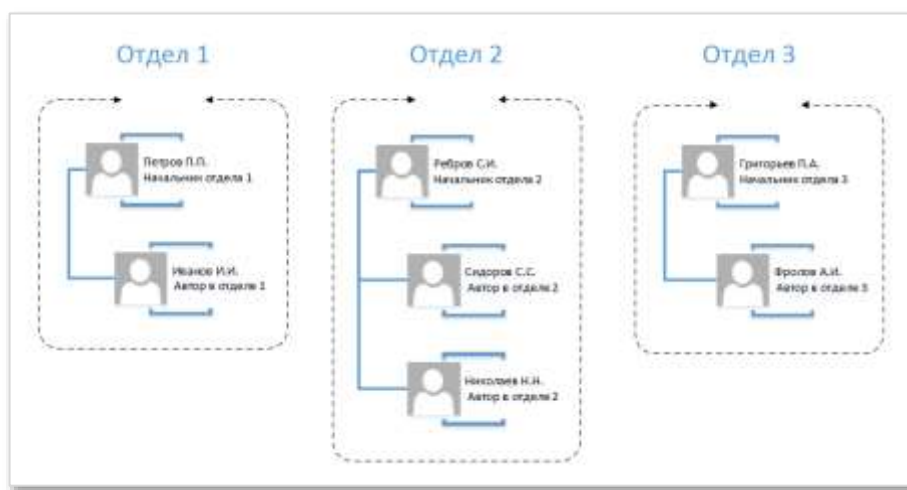 Отдел 1
Петров П.П.
Начальник отдела 1
Иванов И.И.
Автор в отделе 1
Отдел 2
Ребров С.И.
Начальник отдела 2
Сидоров С.С.
Автор в отделе 2
Николаев Н.Н.
Автор в отделе 2
Отдел 3
Григорьев П.А.
Начальник отдела 3
Фролов А.И.
Автор в отделе 3